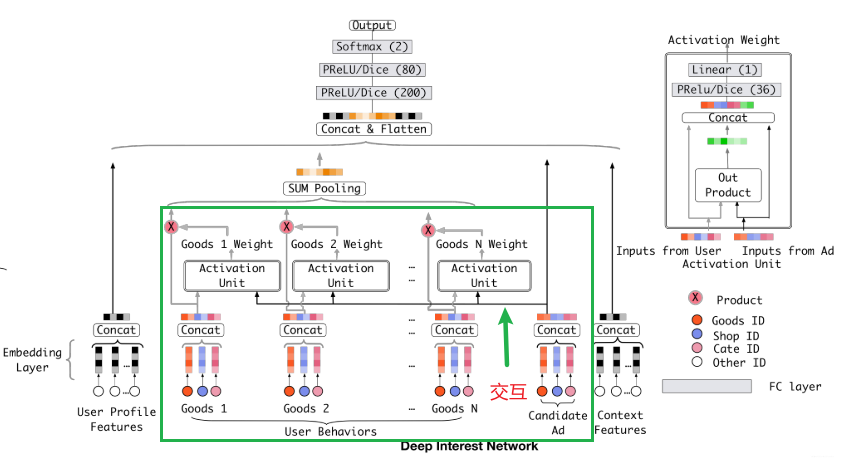 Output
Softmax (2)
PReLU/Dice (80)
PReLU/Dice (200)
Concat & Flatten
SUM Pooling
X
X
X
Goods 1 Weight
Goods 2 Weight
Goods N Weight
Activation
Unit
Activation
Unit
...
Activation
Unit
...
Concat
Concat
Concat
...
...
Concat
Concat
Concat
Embedding
Layer
...
...
...
交互
User Profile
Features
Goods 1
Goods 2
...
Goods N
User Behaviors
Candidate
Ad
Context
Features
Deep Interest Network
Activation Weight
Linear (1)
PRelu/Dice (36)
Concat
Out
Product
Inputs from User
Inputs from Ad
Activation Unit
X
Product
Goods ID
Shop ID
Cate ID
Other ID
FC layer